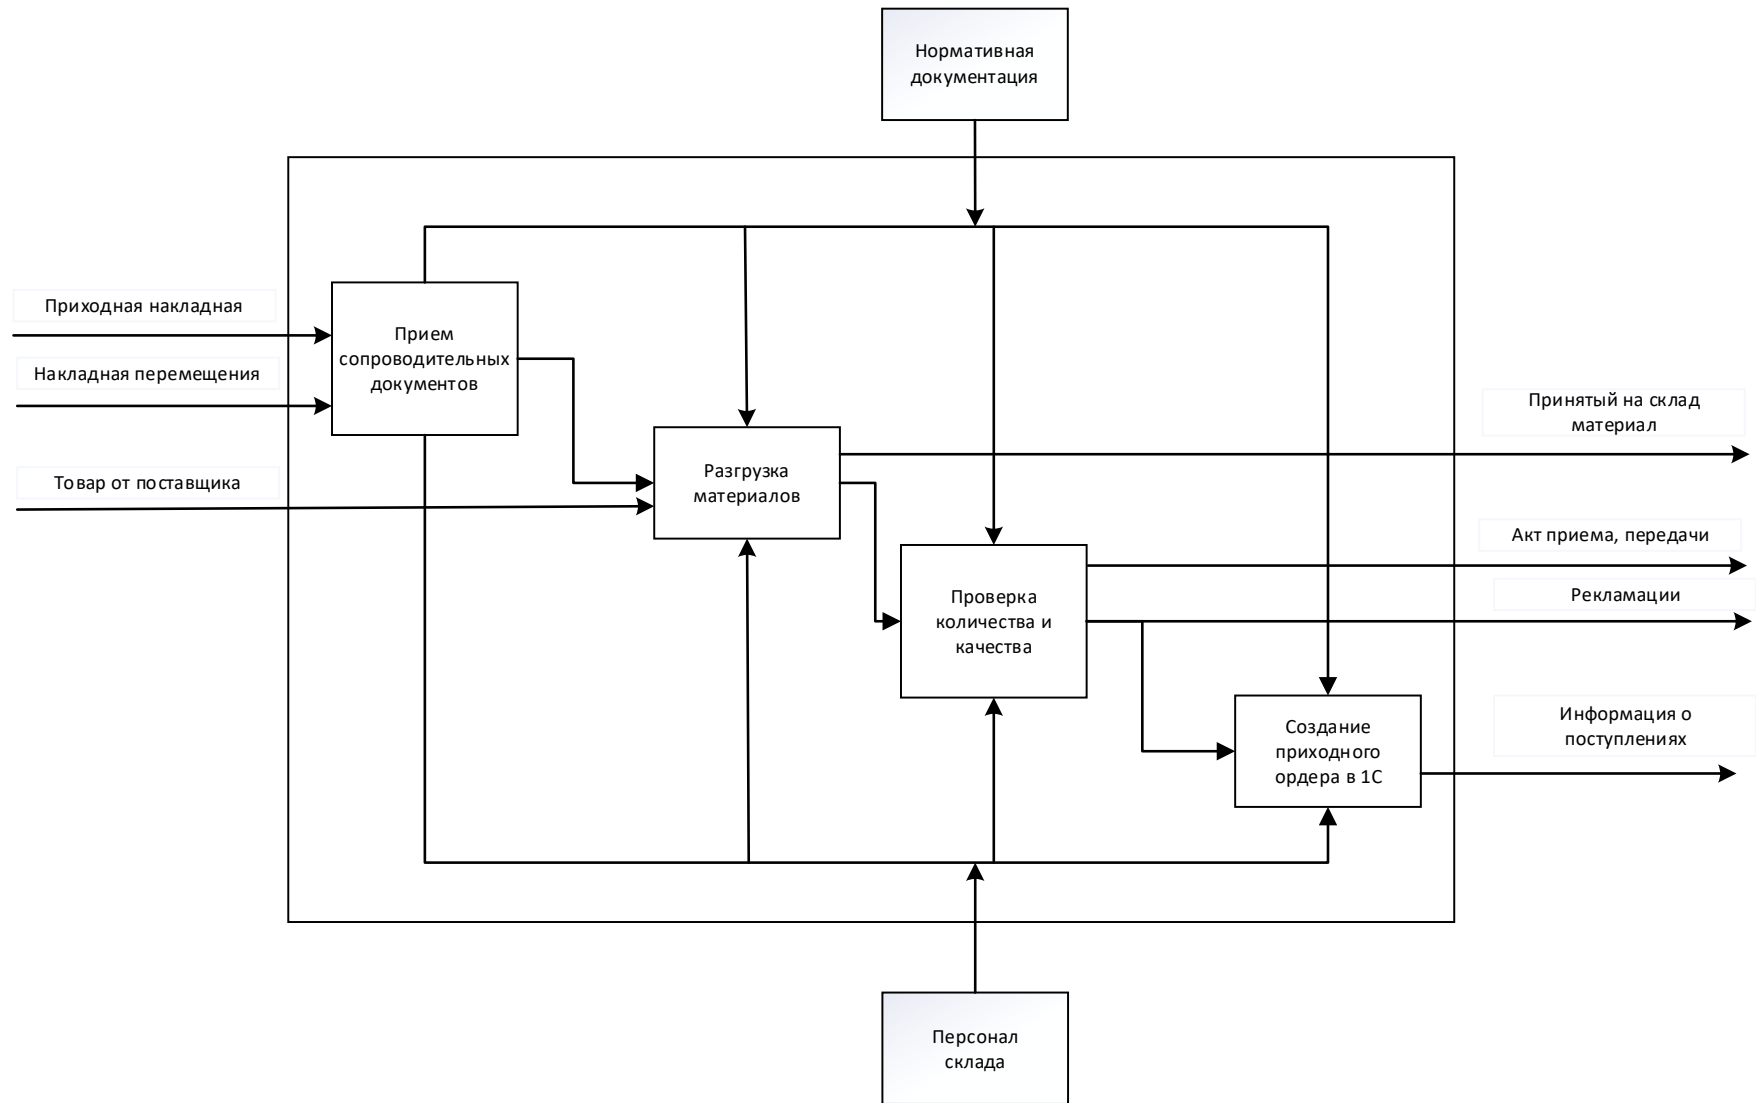 Нормативная
документация
Приходная накладная
Прием
сопроводительных
документов
Накладная перемещения
Товар от поставщика
Разгрузка
материалов
Принятый на склад
материал
Акт приема, передачи
Рекламации
Проверка
количества и
качества
Создание
приходного
ордера в 1С
Информация о
поступлениях
Персонал
склада